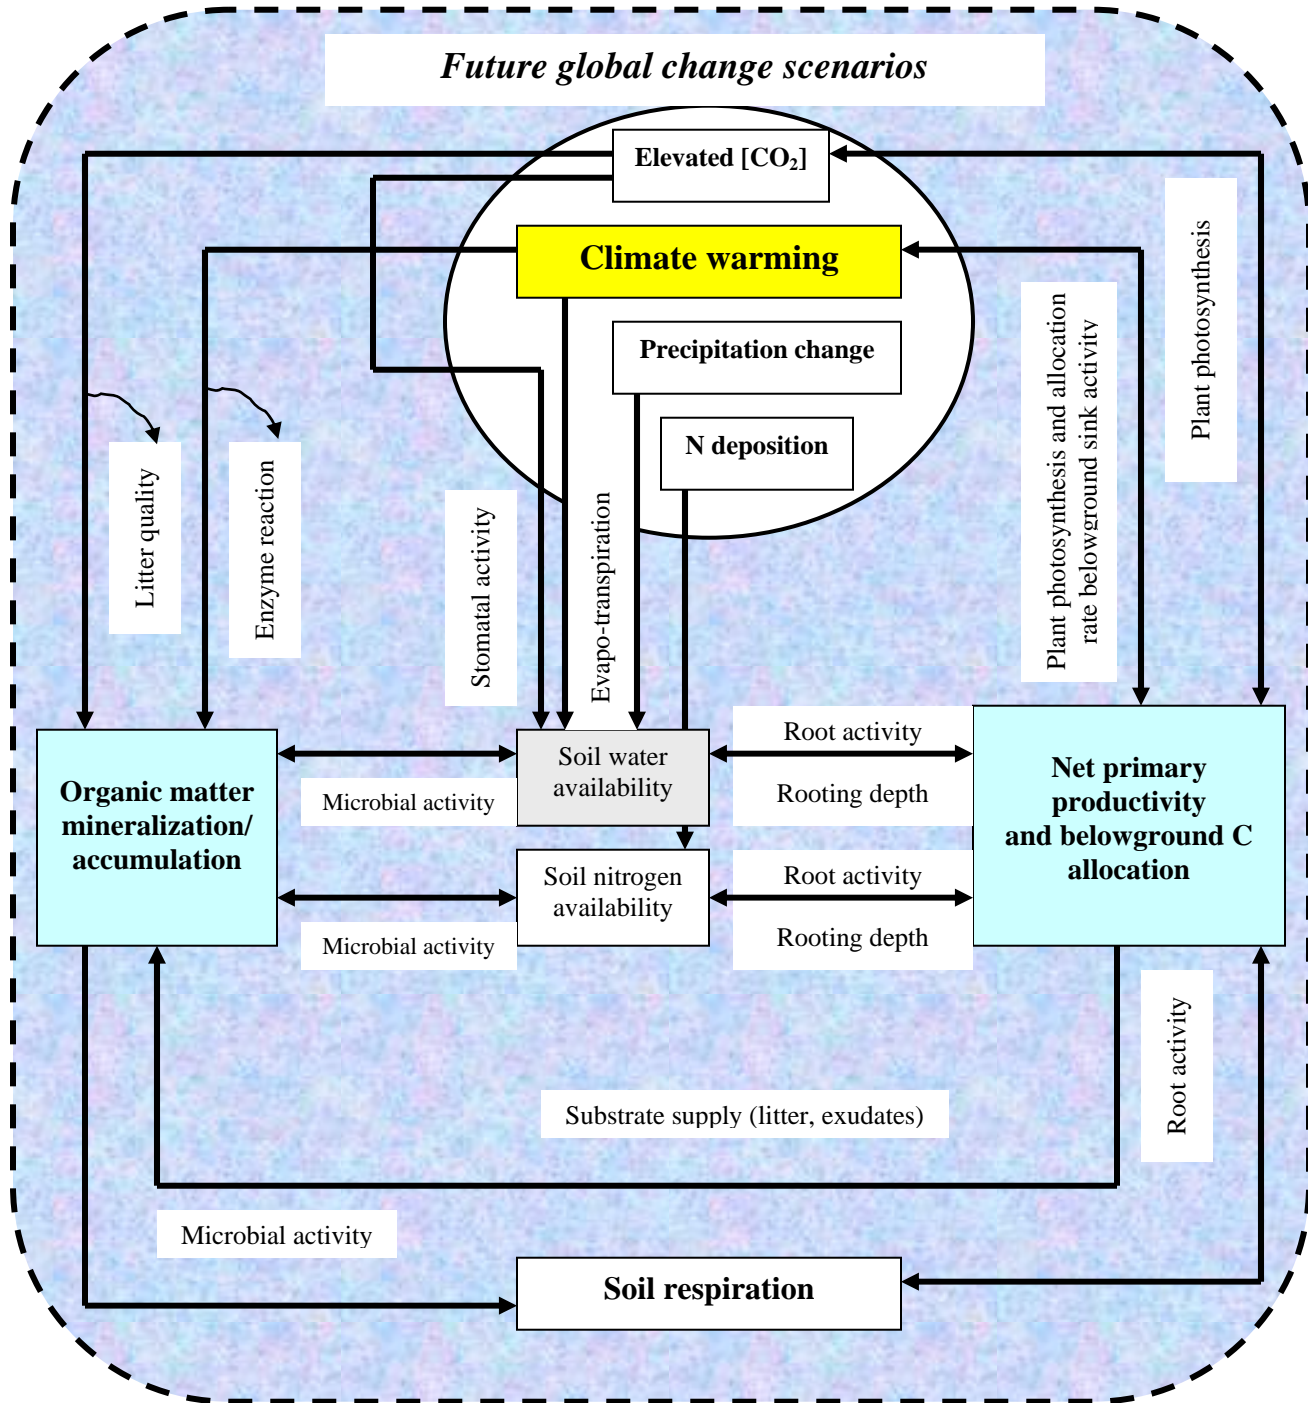 Future global change scenarios
Elevated [CO₂]
Climate warming
Precipitation change
N deposition
Plant photosynthesis
Plant photosynthesis and allocation
rate belowground sink activity
Litter quality
Enzyme reaction
Stomatal activity
Evapo-transpiration
Organic matter
mineralization/
accumulation
Microbial activity
Soil water
availability
Root activity
Rooting depth
Net primary
productivity
and belowground C
allocation
Microbial activity
Soil nitrogen
availability
Root activity
Rooting depth
Root activity
Substrate supply (litter, exudates)
Microbial activity
Soil respiration